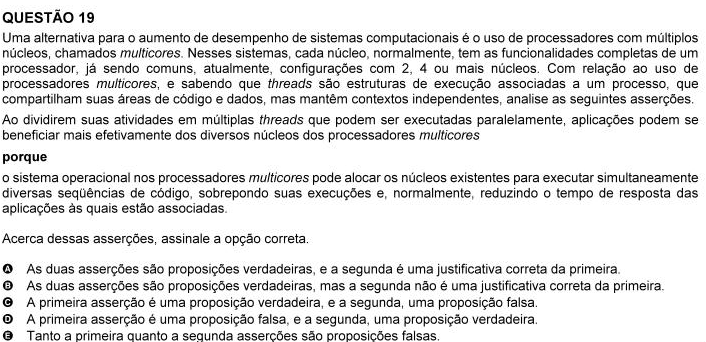 QUESTÃO 19
Uma alternativa para o aumento de desempenho de sistemas computacionais é o uso de processadores com múltiplos
núcleos, chamados multicores. Nesses sistemas, cada núcleo, normalmente, tem as funcionalidades completas de um
processador, já sendo comuns, atualmente, configurações com 2, 4 ou mais núcleos. Com relação ao uso de
processadores multicores, e sabendo que threads são estruturas de execução associadas a um processo, que
compartilham suas áreas de código e dados, mas mantêm contextos independentes, analise as seguintes asserções.
Ao dividirem suas atividades em múltiplas threads que podem ser executadas paralelamente, aplicações podem se
beneficiar mais efetivamente dos diversos núcleos dos processadores multicores
porque
o sistema operacional nos processadores multicores pode alocar os núcleos existentes para executar simultaneamente
diversas seqüências de código, sobrepondo suas execuções e, normalmente, reduzindo o tempo de resposta das
aplicações às quais estão associadas.
Acerca dessas asserções, assinale a opção correta.
A As duas asserções são proposições verdadeiras, e a segunda é uma justificativa correta da primeira.
B As duas asserções são proposições verdadeiras, mas a segunda não é uma justificativa correta da primeira.
C A primeira asserção é uma proposição verdadeira, e a segunda, uma proposição falsa.
D A primeira asserção é uma proposição falsa, e a segunda, uma proposição verdadeira.
E Tanto a primeira quanto a segunda asserções são proposições falsas.